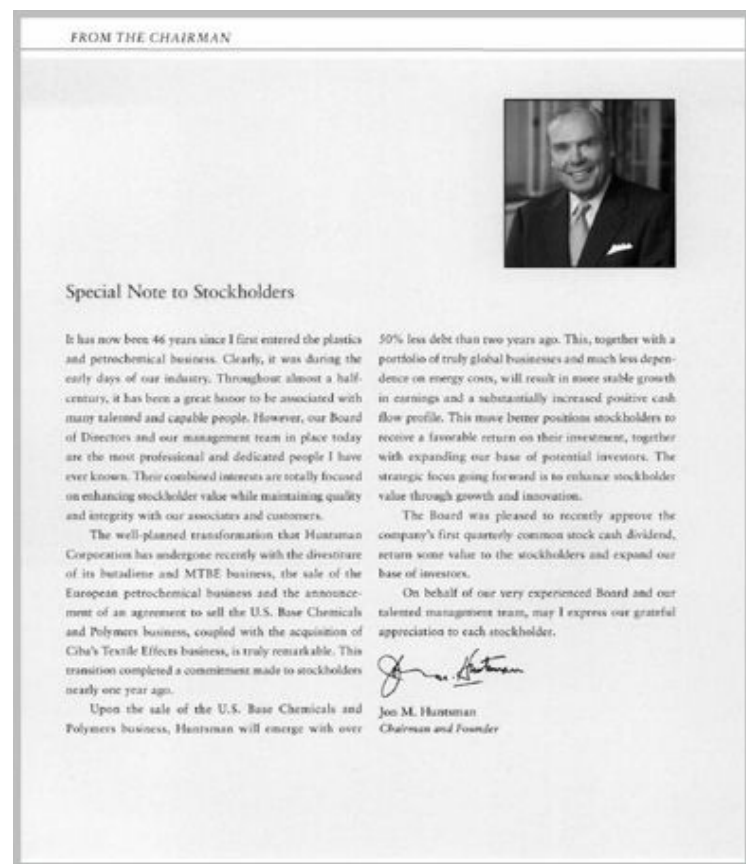 FROM THE CHAIRMAN
Special Note to Stockholders
It has now been 46 years since I first entered the plastics
and petrochemical business. Clearly, it was during the
early days of our industry. Throughout almost a half-
century, it has been a great honor to be associated with
many talented and capable people. However, our Board
of Directors and our management team in place today
are the most professional and dedicated people I have
ever known. Their combined interests are totally focused
on enhancing stockholder value while maintaining quality
and integrity with our associates and customers.
The well-planned transformation that Huntsman
Corporation has undergone recently with the divestiture
of its butadiene and MTBE business, the sale of the
European petrochemical business and the announce-
ment of an agreement to sell the U.S. Base Chemicals
and Polymers business, coupled with the acquisition of
Ciba's Textile Effects business, is truly remarkable. This
transition completed a commitment made to stockholders
nearly one year ago.
Upon the sale of the U.S. Base Chemicals and
Polymers business, Huntsman will emerge with over
50% less debt than two years ago. This, together with a
portfolio of truly global businesses and much less depen-
dence on energy costs, will result in more stable growth
in earnings and a substantially increased positive cash
flow profile. This move better positions stockholders to
receive a favorable return on their investment, together
with expanding our base of potential investors. The
strategic focus going forward is to enhance stockholder
value through growth and innovation.
The Board was pleased to recently approve the
company's first quarterly common stock cash dividend,
return some value to the stockholders and expand our
base of investors.
On behalf of our very experienced Board and our
talented management team, may I express our grateful
appreciation to each stockholder.
Jon M. Huntsman
Jon M. Huntsman
Chairman and Founder